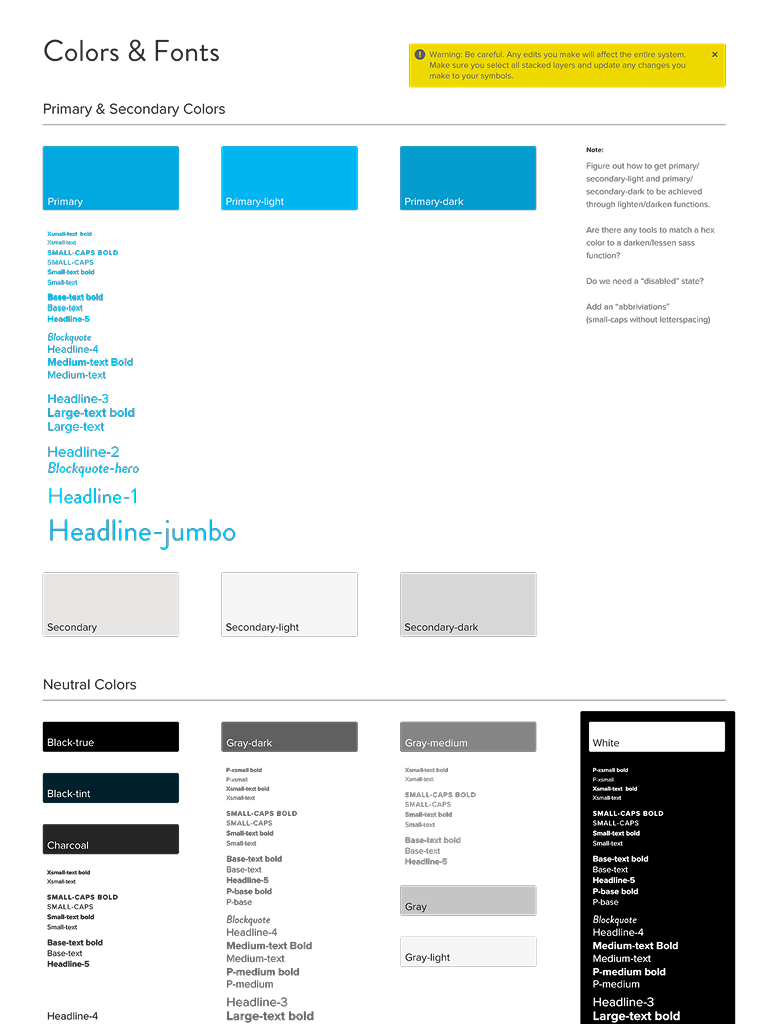 Colors & Fonts
Warning: Be careful. Any edits you make will affect the entire system.
Make sure you select all stacked layers and update any changes you
make to your symbols.
Primary & Secondary Colors
Primary
Primary-light
Primary-dark
Note:
Figure out how to get primary/
secondary-light and primary/
secondary-dark to be achieved
through lighten/darken functions.
Are there any tools to match a hex
color to a darken/lessen sass
function?
Do we need a “disabled” state?
Add an “abbriviations”
(small-caps without letterspacing)
Xsmall-text bold
Xsmall-text
SMALL-CAPS BOLD
SMALL-CAPS
Small-text bold
Small-text
Base-text bold
Base-text
Headline-5
Blockquote
Headline-4
Medium-text Bold
Medium-text
Headline-3
Large-text bold
Large-text
Headline-2
Blockquote-hero
Headline-1
Headline-jumbo
Secondary
Secondary-light
Secondary-dark
Neutral Colors
Black-true
Black-tint
Charcoal
Xsmall-text bold
Xsmall-text
SMALL-CAPS BOLD
SMALL-CAPS
Small-text bold
Small-text
Base-text bold
Base-text
Headline-5
Headline-4
Gray-dark
P-xsmall bold
P-xsmall
Xsmall-text bold
Xsmall-text
SMALL-CAPS BOLD
SMALL-CAPS
Small-text bold
Small-text
Base-text bold
Base-text
Headline-5
P-base bold
P-base
Blockquote
Headline-4
Medium-text Bold
Medium-text
P-medium bold
P-medium
Headline-3
Large-text bold
Gray-medium
Xsmall-text bold
Xsmall-text
SMALL-CAPS BOLD
SMALL-CAPS
Small-text bold
Small-text
Base-text bold
Base-text
Headline-5
Gray
Gray-light
White
P-xsmall bold
P-xsmall
Xsmall-text bold
Xsmall-text
SMALL-CAPS BOLD
SMALL-CAPS
Small-text bold
Small-text
Base-text bold
Base-text
Headline-5
P-base bold
P-base
Blockquote
Headline-4
Medium-text Bold
Medium-text
P-medium bold
P-medium
Headline-3
Large-text bold